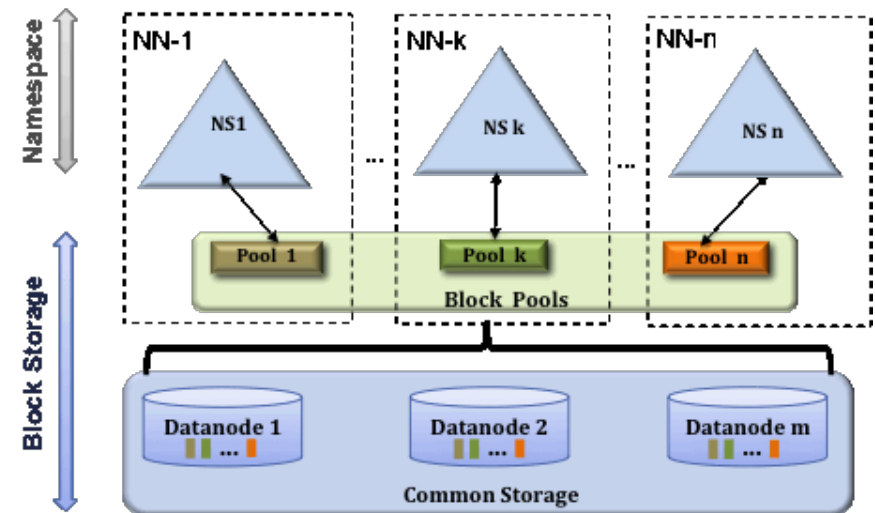 Namespace
NN-1
NN-k
NN-n
NS1
NS k
NS n
...
...
Block Storage
Pool 1
Pool k
Pool n
Block Pools
Datanode 1
...
Datanode 2
...
Datanode m
...
Common Storage